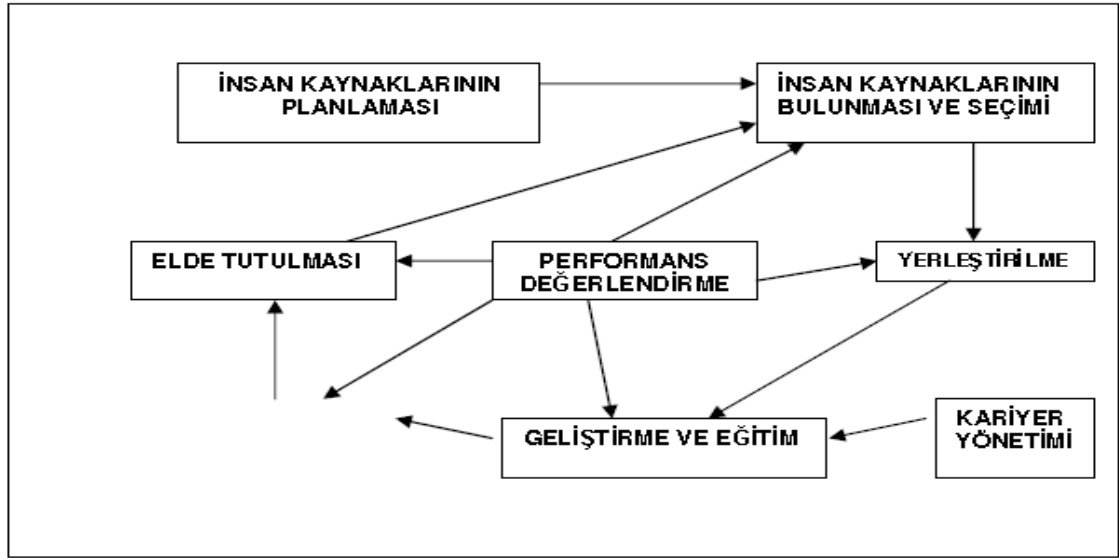 İNSAN KAYNAKLARININ
PLANLAMASI
İNSAN KAYNAKLARININ
BULUNMASI VE SEÇİMİ
ELDE TUTULMASI
PERFORMANS
DEĞERLENDİRME
YERLEŞTİRİLME
GELİŞTİRME VE EĞİTİM
KARİYER
YÖNETİMİ